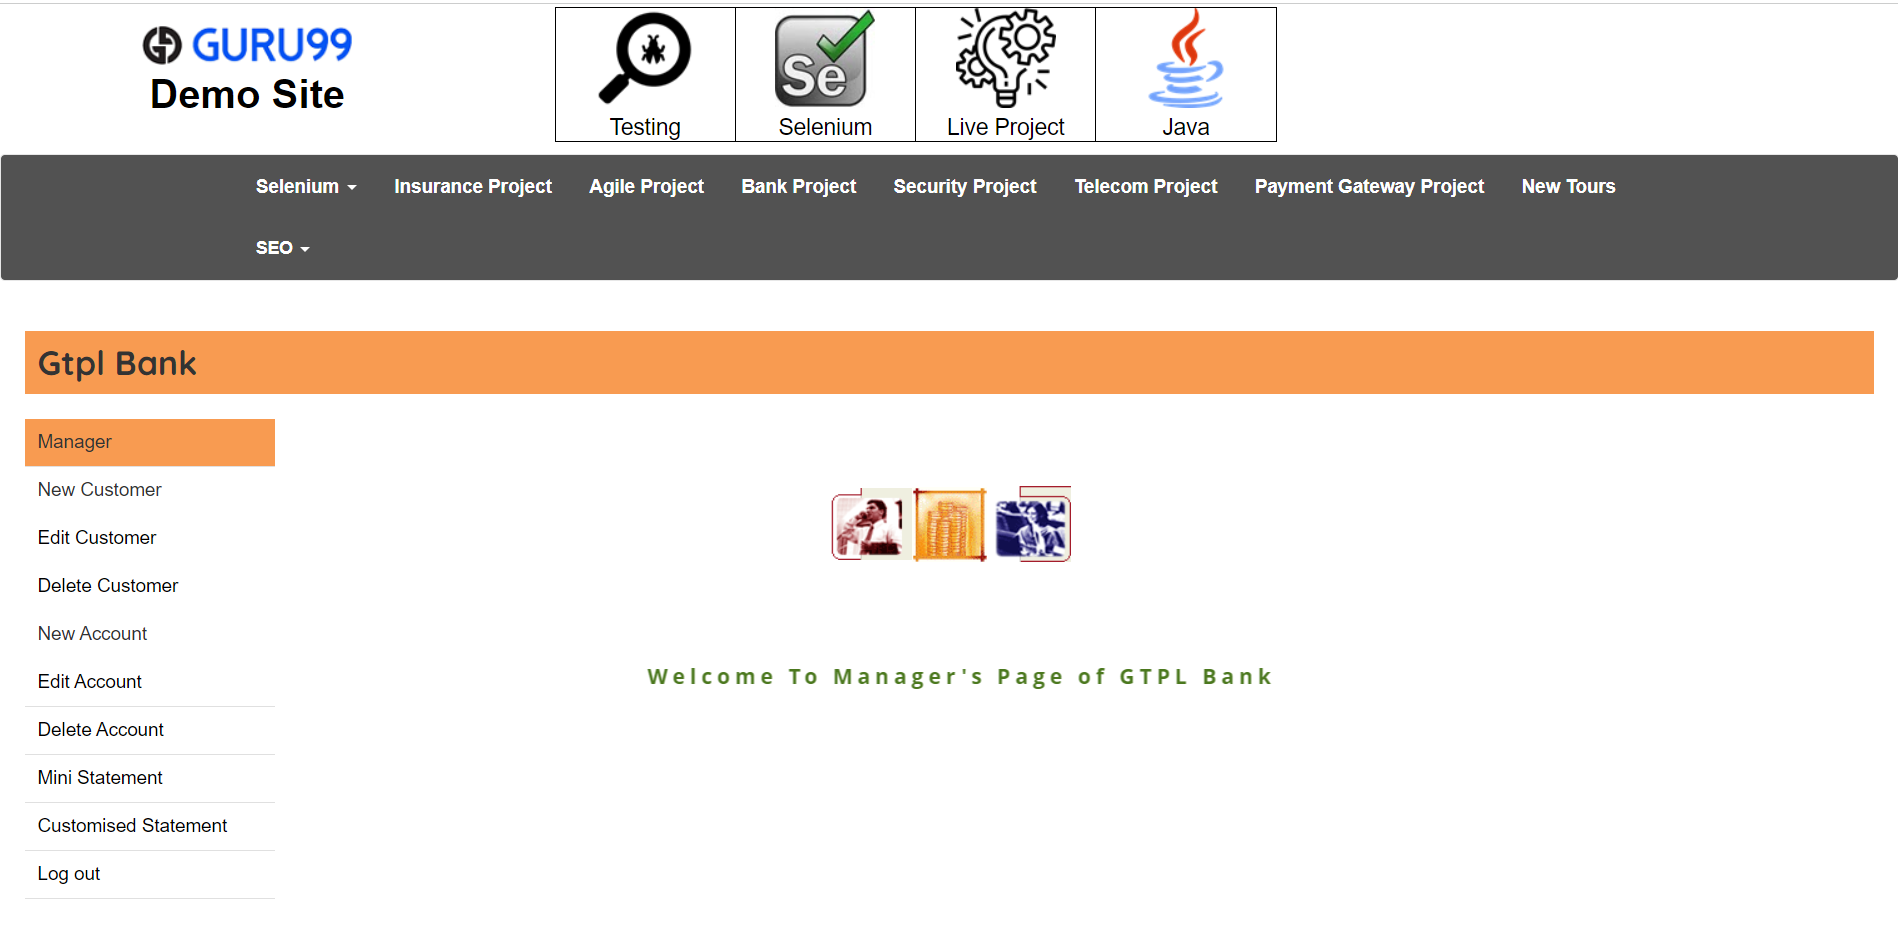 GURU99
Demo Site
Testing
Se
Selenium
Live Project
Java
Selenium
Insurance Project
Agile Project
Bank Project
Security Project
Telecom Project
Payment Gateway Project
New Tours
SEO
Gtpl Bank
Manager
New Customer
Edit Customer
Delete Customer
New Account
Edit Account
Delete Account
Mini Statement
Customised Statement
Log out
Welcome To Manager's Page of GTPL Bank